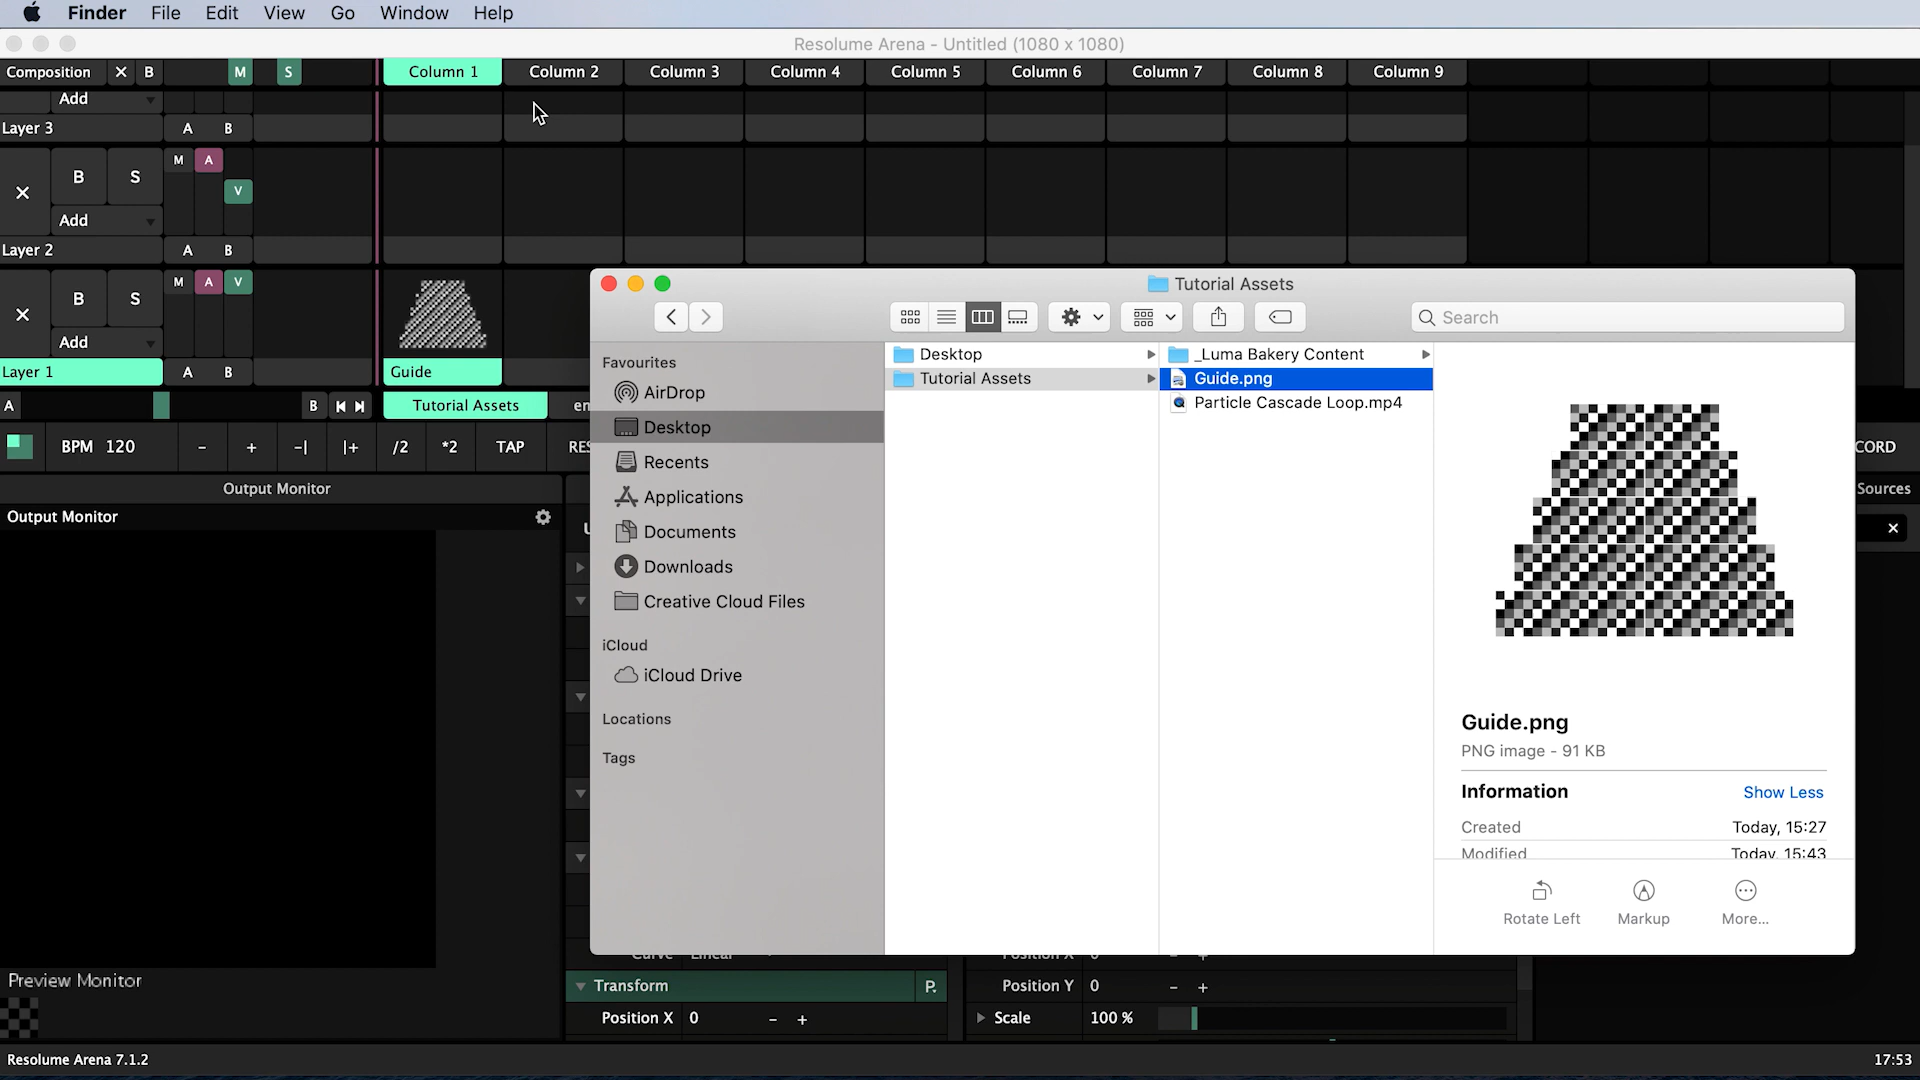 Finder File Edit View Go Window Help
Resolume Arena - Untitled (1080 x 1080)
Composition B M S Column 1 Column 2 Column 3 Column 4 Column 5 Column 6 Column 7 Column 8 Column 9
Add
Layer 3 A B
B S M A V
Add
Layer 2 A B
B S M A V
Add
Layer 1 A B Guide
A B Tutorial Assets
BPM 120 - + -| |+ /2 *2 TAP
Output Monitor
Sources
Output Monitor
Tutorial Assets
Search
Favourites
AirDrop
Desktop
Recents
Applications
Documents
Downloads
Creative Cloud Files
iCloud
iCloud Drive
Locations
Tags
Desktop
Tutorial Assets
_Luma Bakery Content
Guide.png
Particle Cascade Loop.mp4
Guide.png
PNG image - 91 KB
Information Show Less
Created Today, 15:27
Modified Today, 15:43
Rotate Left Markup More...
Curve Linear
Position X 0 - +
Transform P.
Position Y 0 - +
Position X 0 - +
Scale 100 %
Preview Monitor
Resolume Arena 7.1.2
17:53